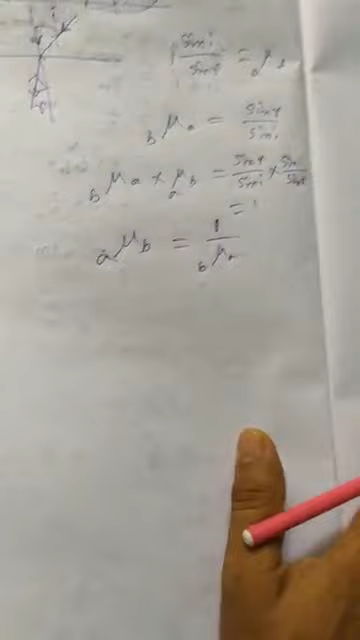 sin i / sin r = aμb
bμa = sin r / sin i
bμa × aμb = sin r / sin i × sin / sin r
= 1
aμb = 1 / bμa